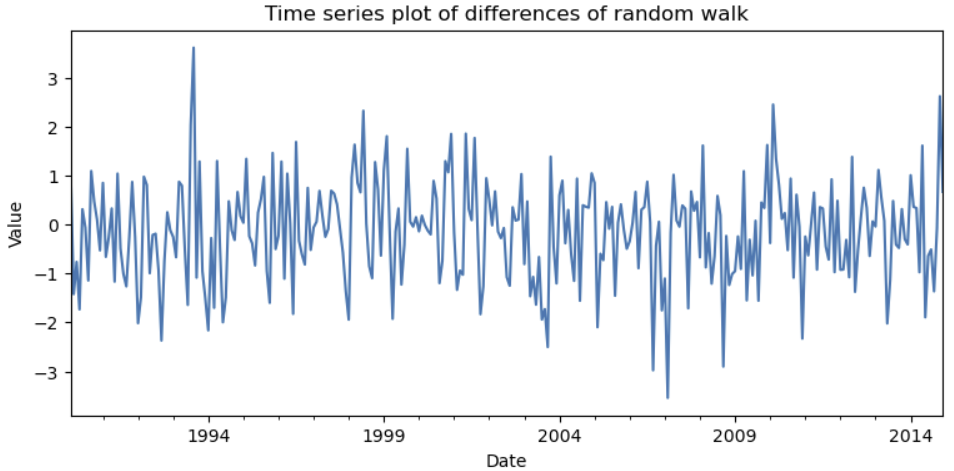 Time series plot of differences of random walk
3
2
1
0
−1
−2
−3
Value
1994 1999 2004 2009 2014
Date